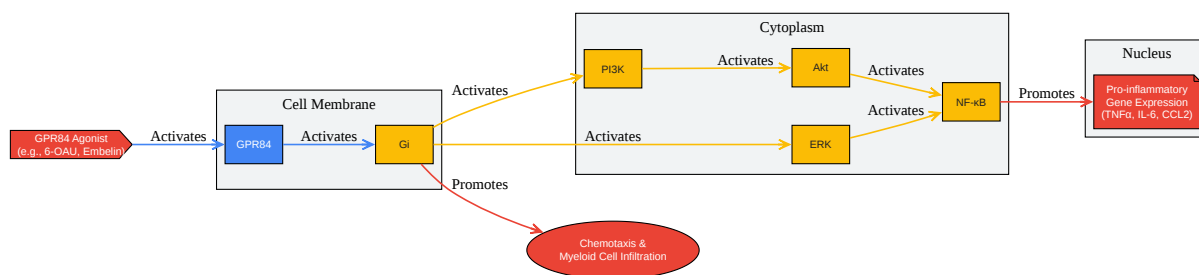 GPR84 Agonist
(e.g., 6-OAU, Embelin)
Activates
Cell Membrane
GPR84
Activates
Gi
Activates
Activates
Promotes
Chemotaxis &
Myeloid Cell Infiltration
Cytoplasm
PI3K
Activates
Akt
Activates
ERK
Activates
NF-κB
Promotes
Nucleus
Pro-inflammatory
Gene Expression
(TNFα, IL-6, CCL2)